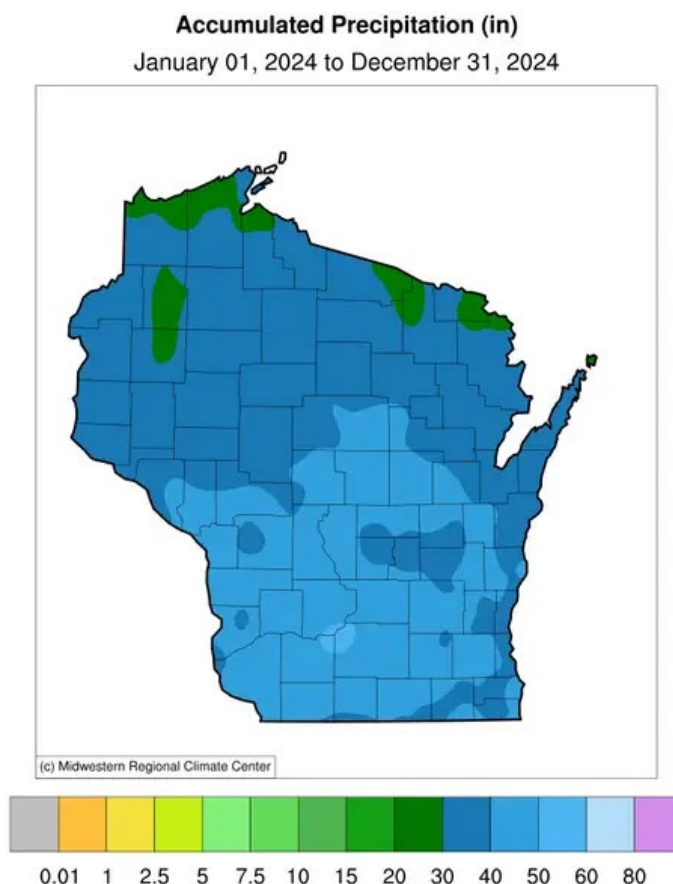 Accumulated Precipitation (in)
January 01, 2024 to December 31, 2024
(c) Midwestern Regional Climate Center
0.01 1 2.5 5 7.5 10 15 20 30 40 50 60 80